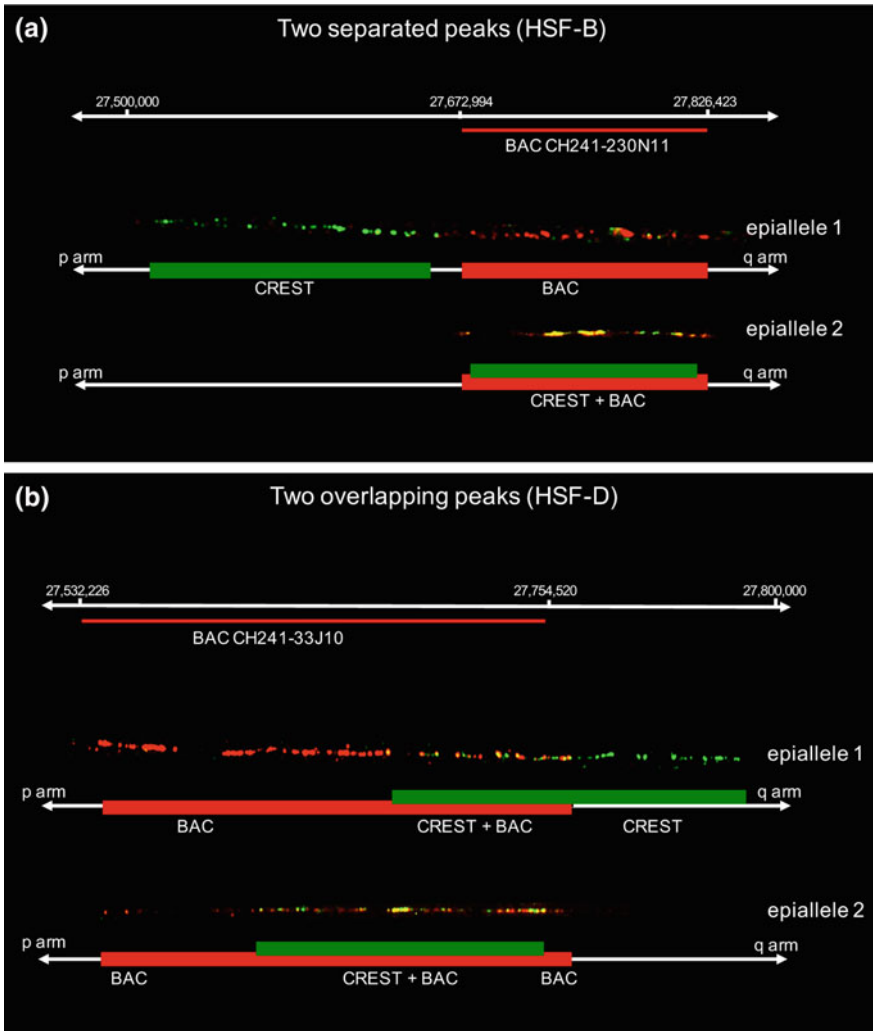 (a)
Two separated peaks (HSF-B)
27,500,000
27,672,994
27,826,423
BAC CH241-230N11
epiallele 1
p arm
q arm
CREST
BAC
epiallele 2
p arm
q arm
CREST + BAC
(b)
Two overlapping peaks (HSF-D)
27,532,226
27,754,520
27,800,000
BAC CH241-33J10
epiallele 1
p arm
q arm
BAC
CREST + BAC
CREST
epiallele 2
p arm
q arm
BAC
CREST + BAC
BAC